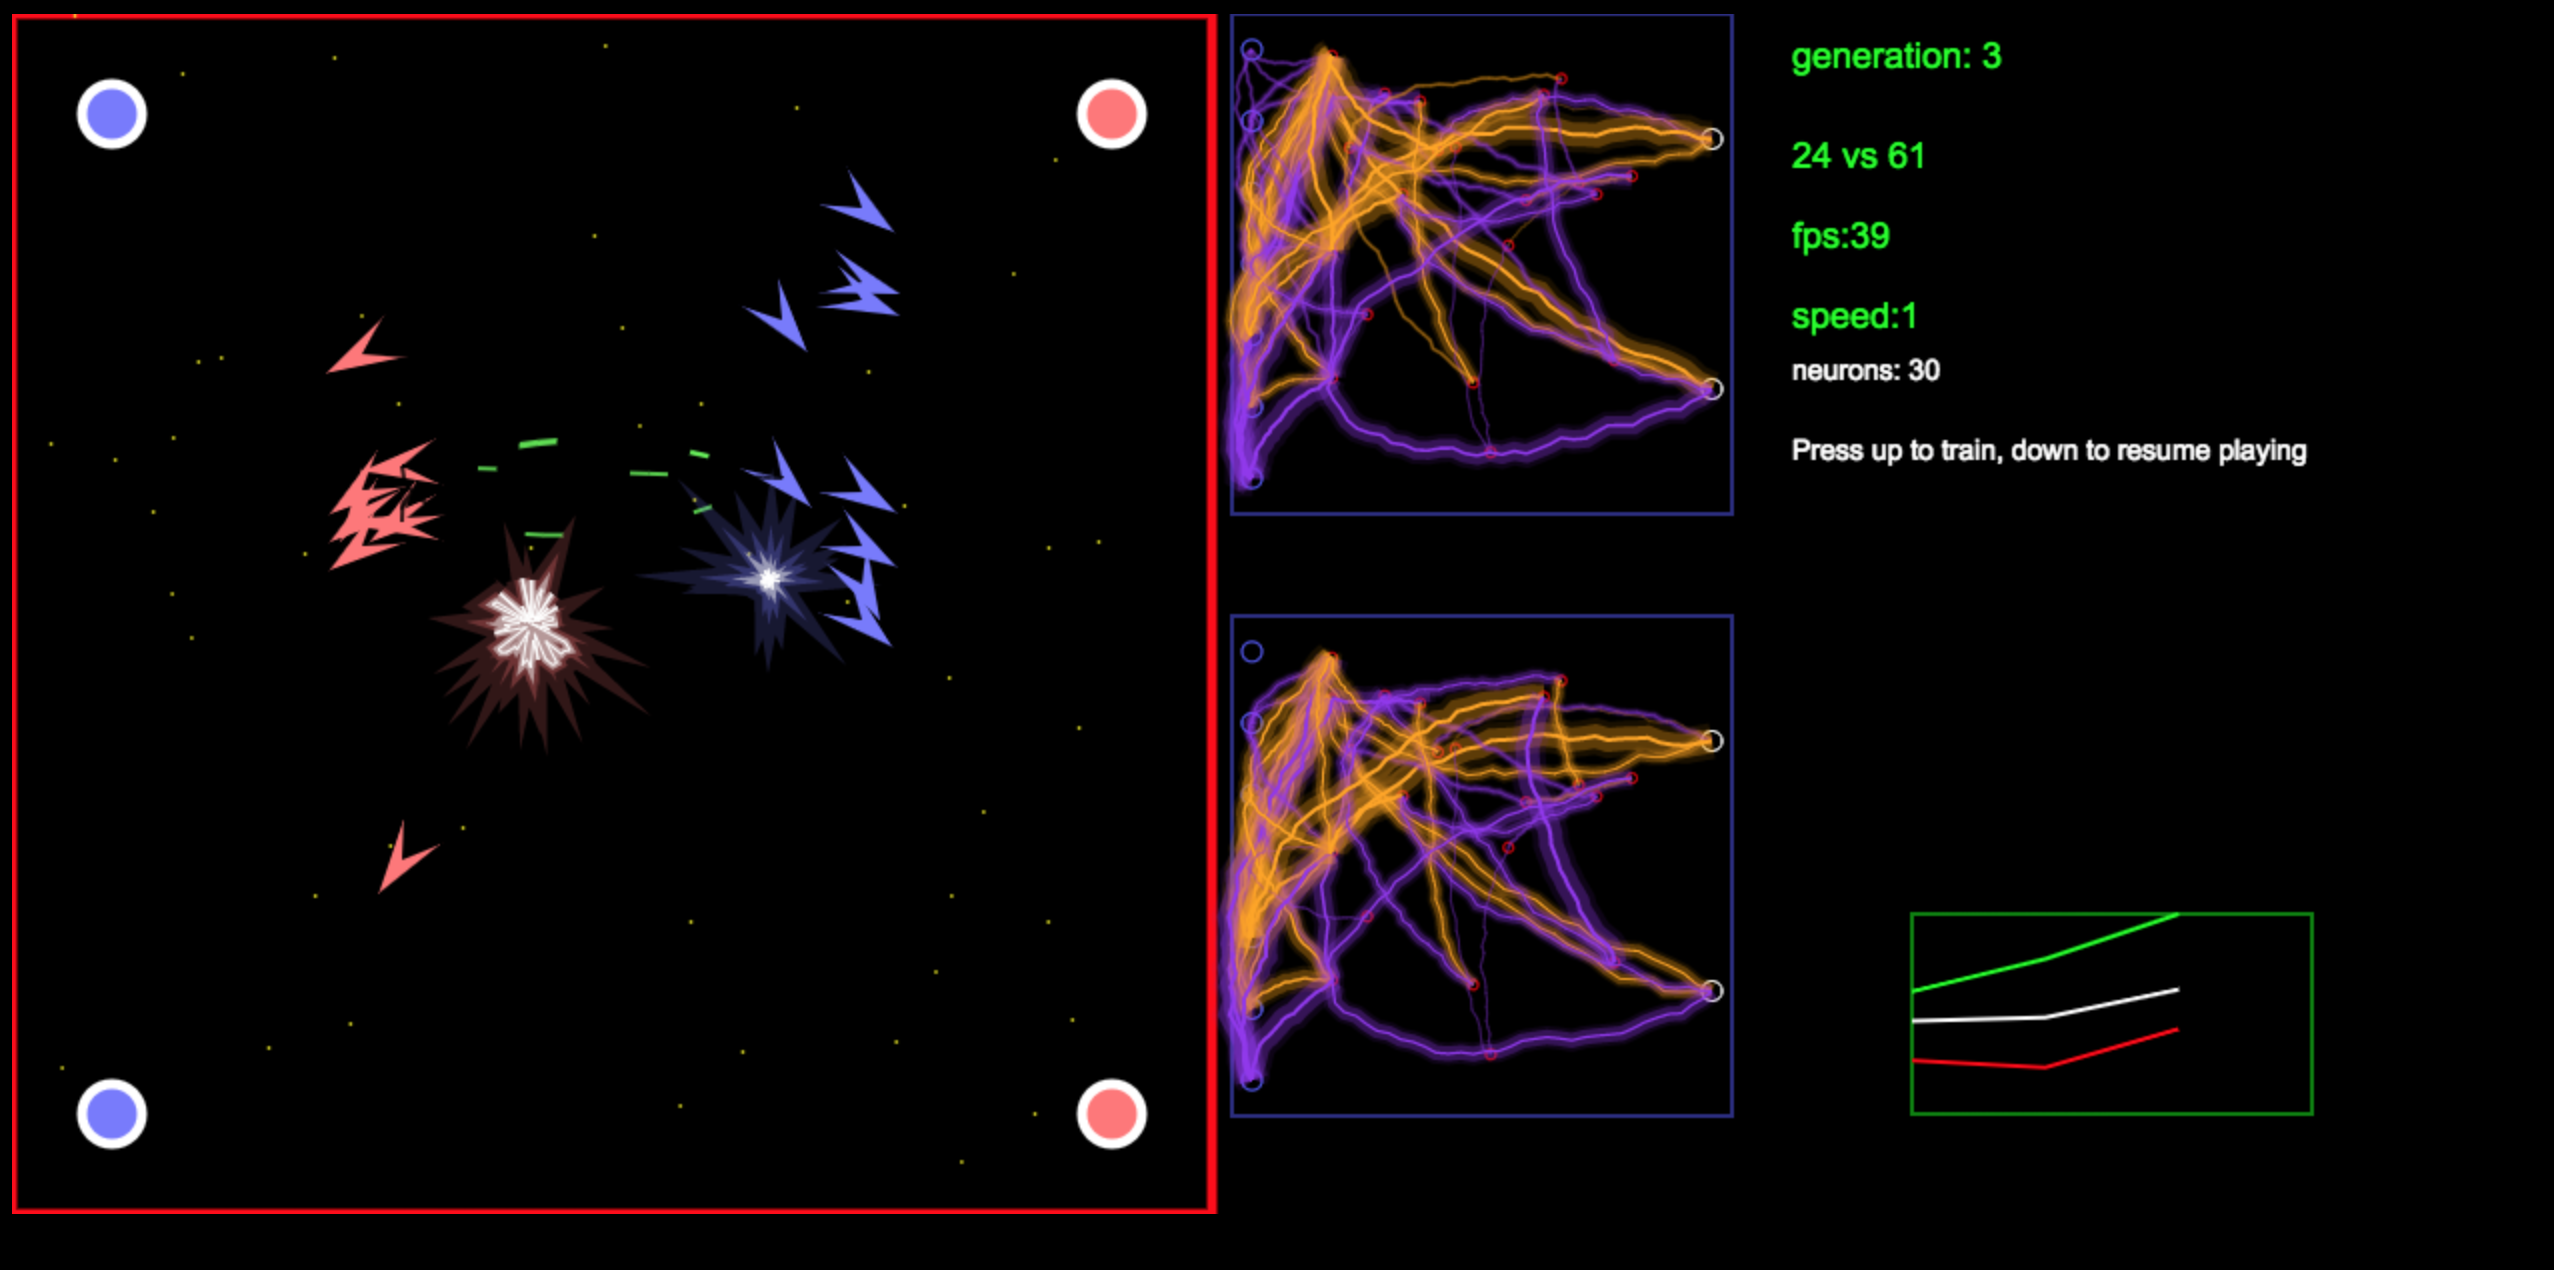 generation: 3
24 vs 61
fps:39
speed:1
neurons: 30
Press up to train, down to resume playing